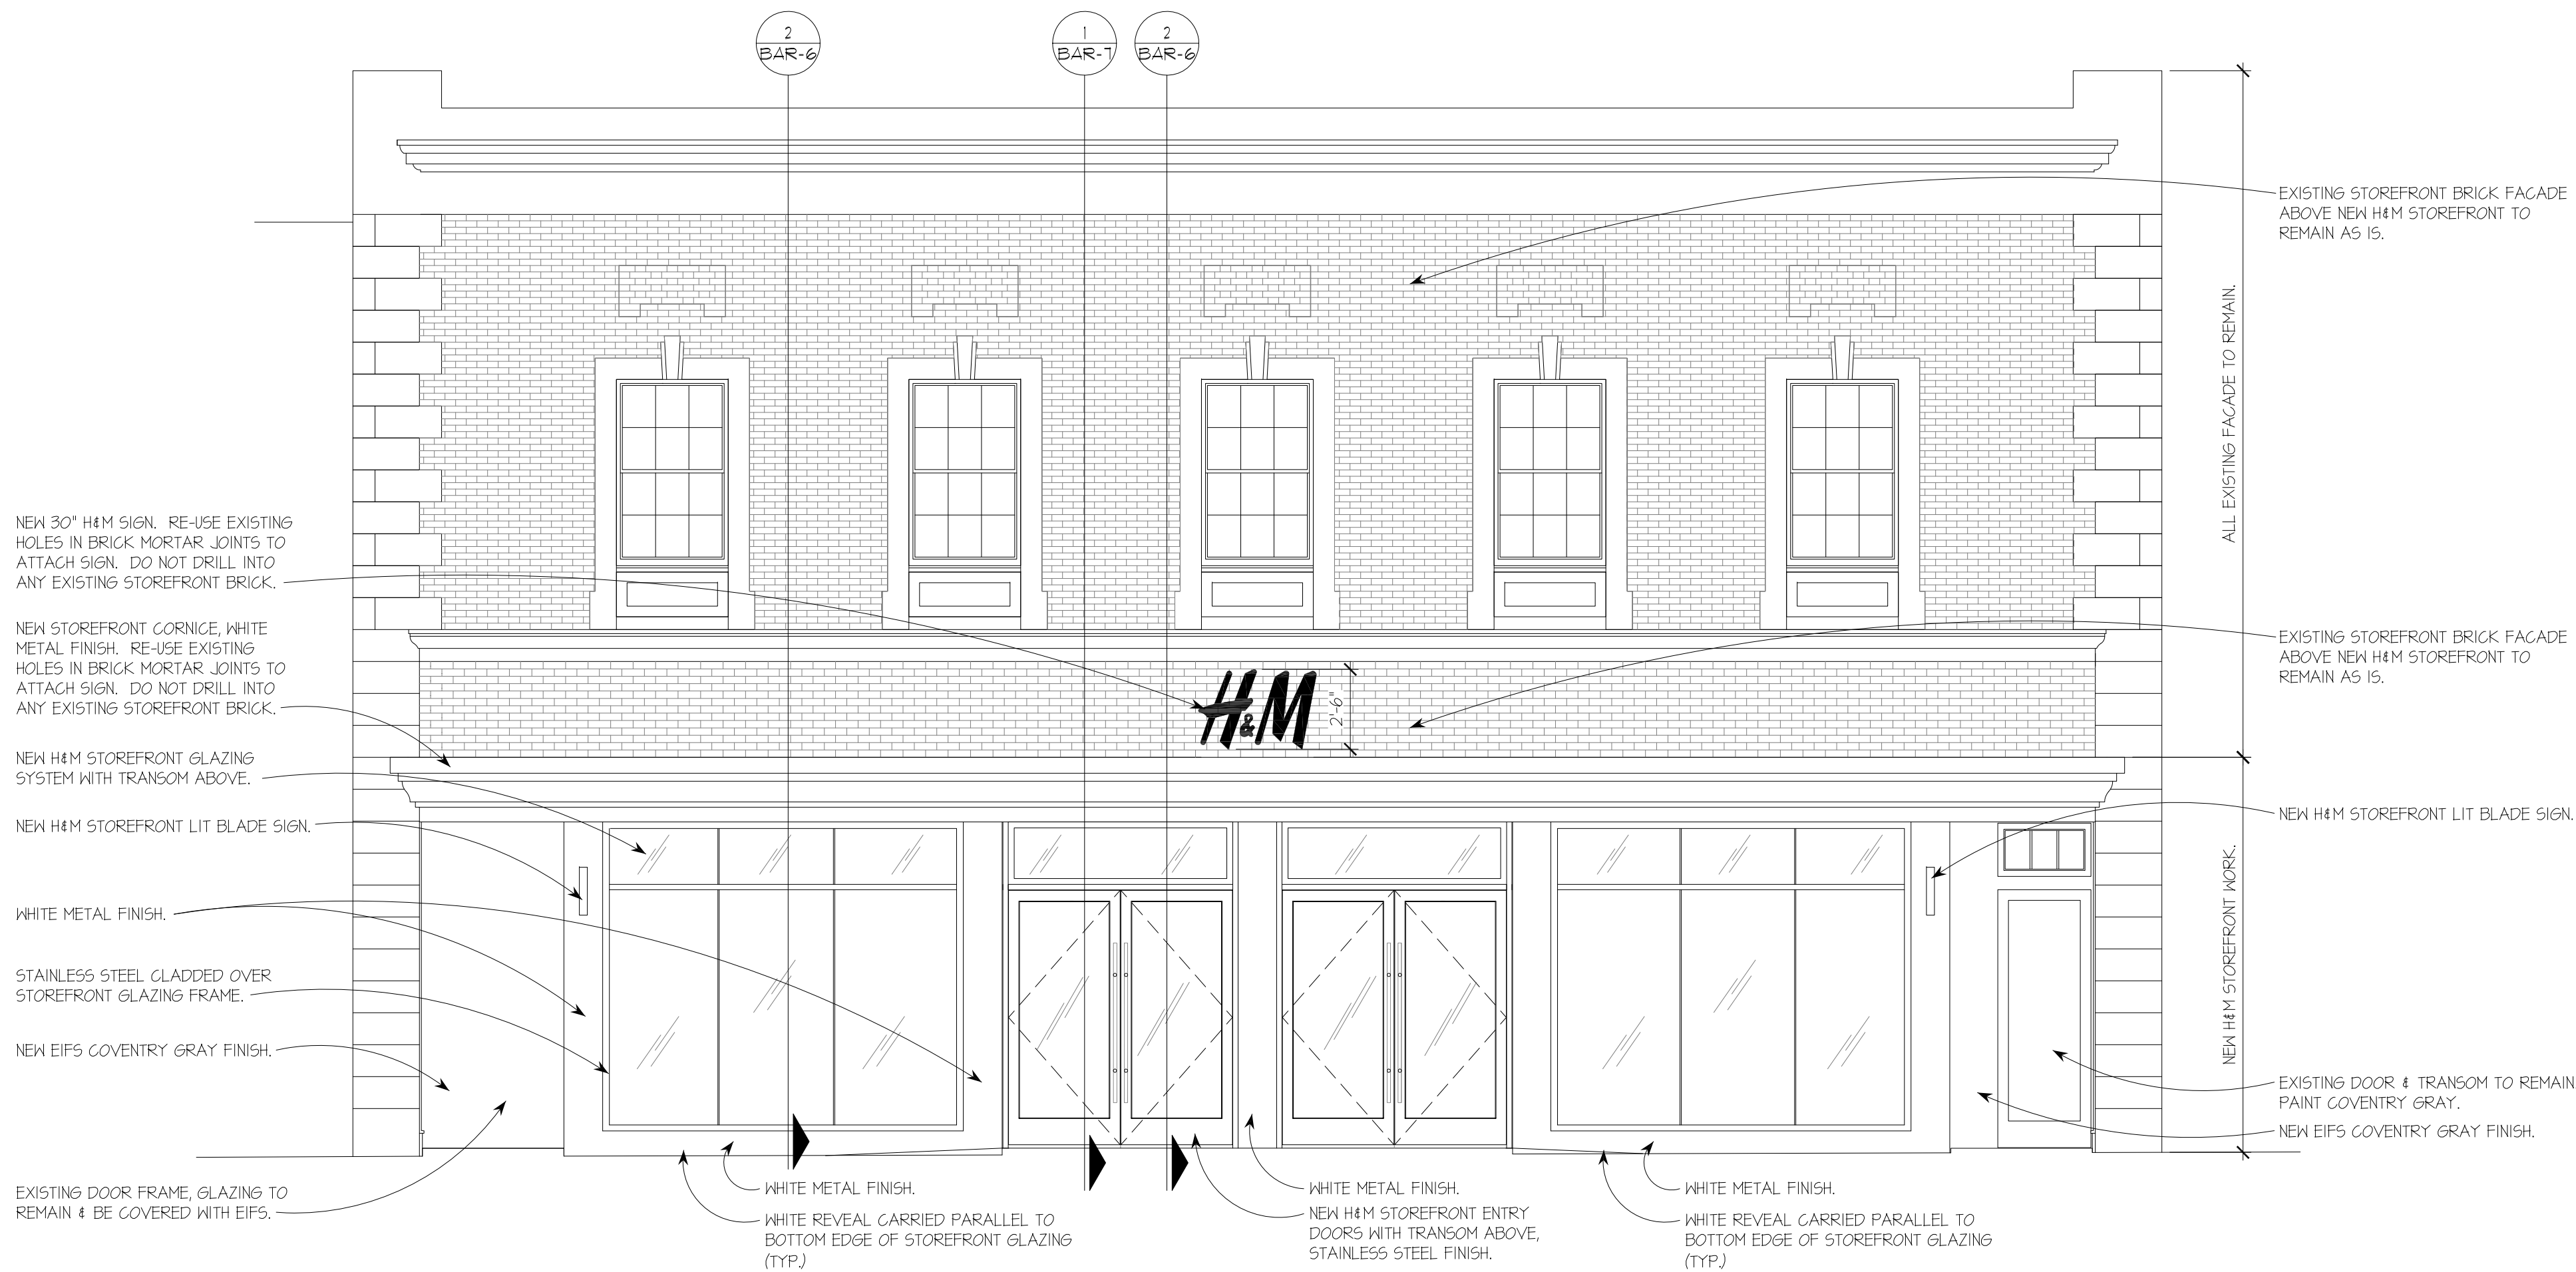 2
BAR-6
1
BAR-7
2
BAR-6
EXISTING STOREFRONT BRICK FACADE
ABOVE NEW H&M STOREFRONT TO
REMAIN AS IS.
ALL EXISTING FACADE TO REMAIN.
NEW 30" H&M SIGN. RE-USE EXISTING
HOLES IN BRICK MORTAR JOINTS TO
ATTACH SIGN. DO NOT DRILL INTO
ANY EXISTING STOREFRONT BRICK.
NEW STOREFRONT CORNICE, WHITE
METAL FINISH. RE-USE EXISTING
HOLES IN BRICK MORTAR JOINTS TO
ATTACH SIGN. DO NOT DRILL INTO
ANY EXISTING STOREFRONT BRICK.
H&M
2'-6"
EXISTING STOREFRONT BRICK FACADE
ABOVE NEW H&M STOREFRONT TO
REMAIN AS IS.
NEW H&M STOREFRONT GLAZING
SYSTEM WITH TRANSOM ABOVE.
NEW H&M STOREFRONT LIT BLADE SIGN.
NEW H&M STOREFRONT LIT BLADE SIGN.
NEW H&M STOREFRONT WORK.
WHITE METAL FINISH.
STAINLESS STEEL CLADDED OVER
STOREFRONT GLAZING FRAME.
NEW EIFS COVENTRY GRAY FINISH.
EXISTING DOOR & TRANSOM TO REMAIN
PAINT COVENTRY GRAY.
NEW EIFS COVENTRY GRAY FINISH.
EXISTING DOOR FRAME, GLAZING TO
REMAIN & BE COVERED WITH EIFS.
WHITE METAL FINISH.
WHITE REVEAL CARRIED PARALLEL TO
BOTTOM EDGE OF STOREFRONT GLAZING
(TYP.)
WHITE METAL FINISH.
NEW H&M STOREFRONT ENTRY
DOORS WITH TRANSOM ABOVE,
STAINLESS STEEL FINISH.
WHITE METAL FINISH.
WHITE REVEAL CARRIED PARALLEL TO
BOTTOM EDGE OF STOREFRONT GLAZING
(TYP.)